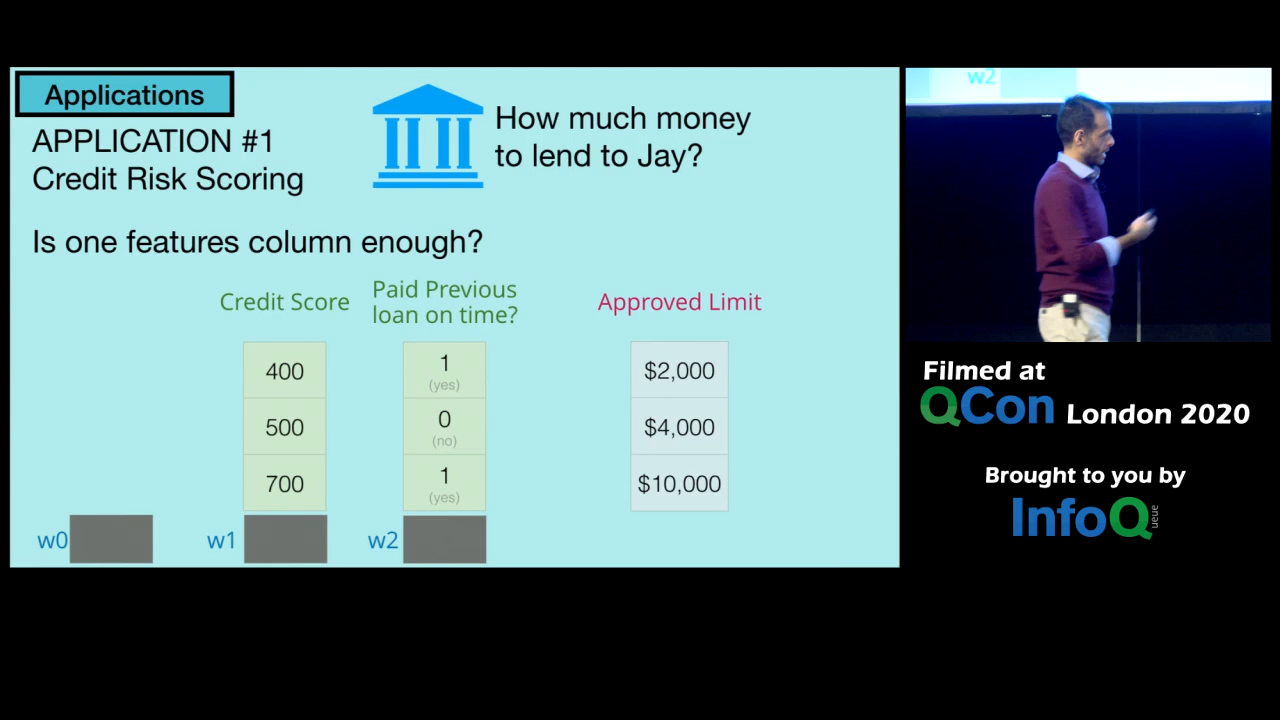 Applications
APPLICATION #1
Credit Risk Scoring
How much money
to lend to Jay?
Is one features column enough?
Credit Score
Paid Previous
loan on time?
Approved Limit
400
1
(yes)
$2,000
500
0
(no)
$4,000
700
1
(yes)
$10,000
w0
w1
w2
w2
Filmed at
QCon London 2020
Brought to you by
InfoQ
ueue